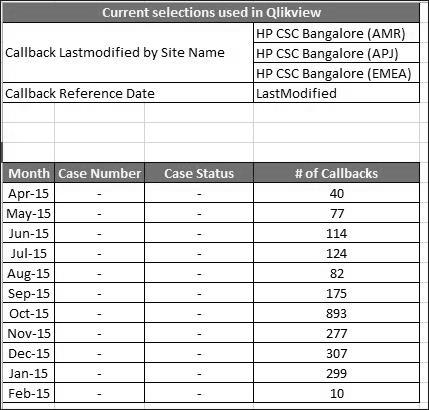 Current selections used in Qlikview
Callback Lastmodified by Site Name
HP CSC Bangalore (AMR)
HP CSC Bangalore (APJ)
HP CSC Bangalore (EMEA)
Callback Reference Date LastModified
Month Case Number Case Status # of Callbacks
Apr-15 - - 40
May-15 - - 77
Jun-15 - - 114
Jul-15 - - 124
Aug-15 - - 82
Sep-15 - - 175
Oct-15 - - 893
Nov-15 - - 277
Dec-15 - - 307
Jan-15 - - 299
Feb-15 - - 10